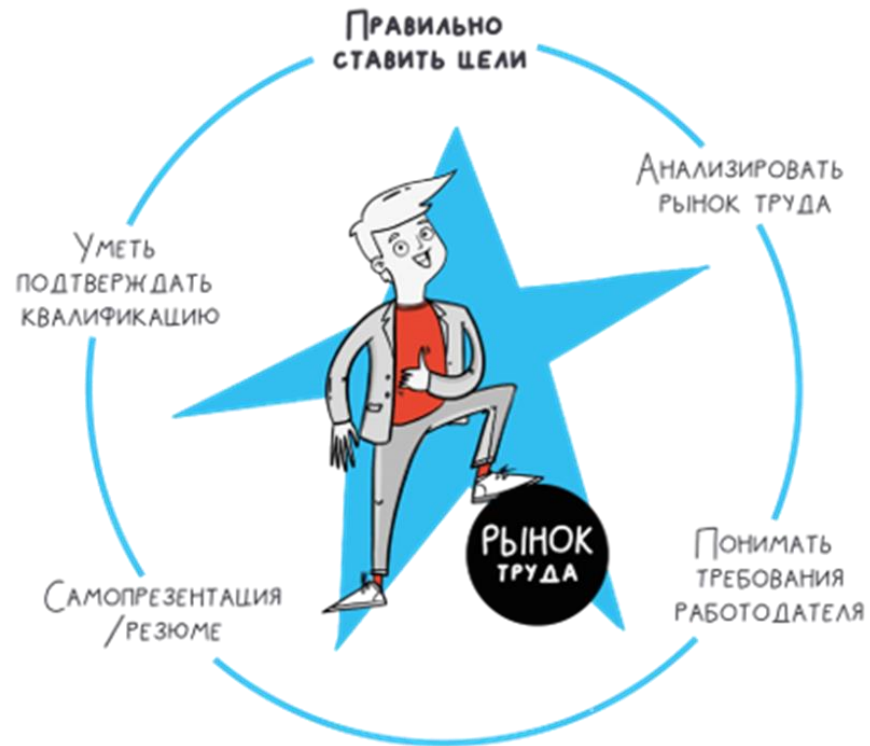 Правильно
ставить цели
Анализировать
рынок труда
Понимать
требования
работодателя
Самопрезентация
/резюме
Уметь
подтверждать
квалификацию
Рынок
труда